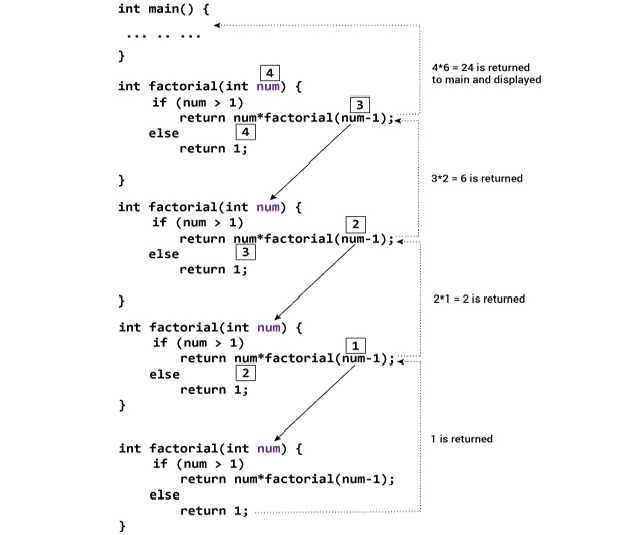 int main() {
... .. ...
}
4*6 = 24 is returned
to main and displayed
4
int factorial(int num) {
if (num > 1)
3
return num*factorial(num-1);
else
4
return 1;
}
3*2 = 6 is returned
int factorial(int num) {
if (num > 1)
2
return num*factorial(num-1);
else
3
return 1;
}
2*1 = 2 is returned
int factorial(int num) {
if (num > 1)
1
return num*factorial(num-1);
else
2
return 1;
}
1 is returned
int factorial(int num) {
if (num > 1)
return num*factorial(num-1);
else
return 1;
}